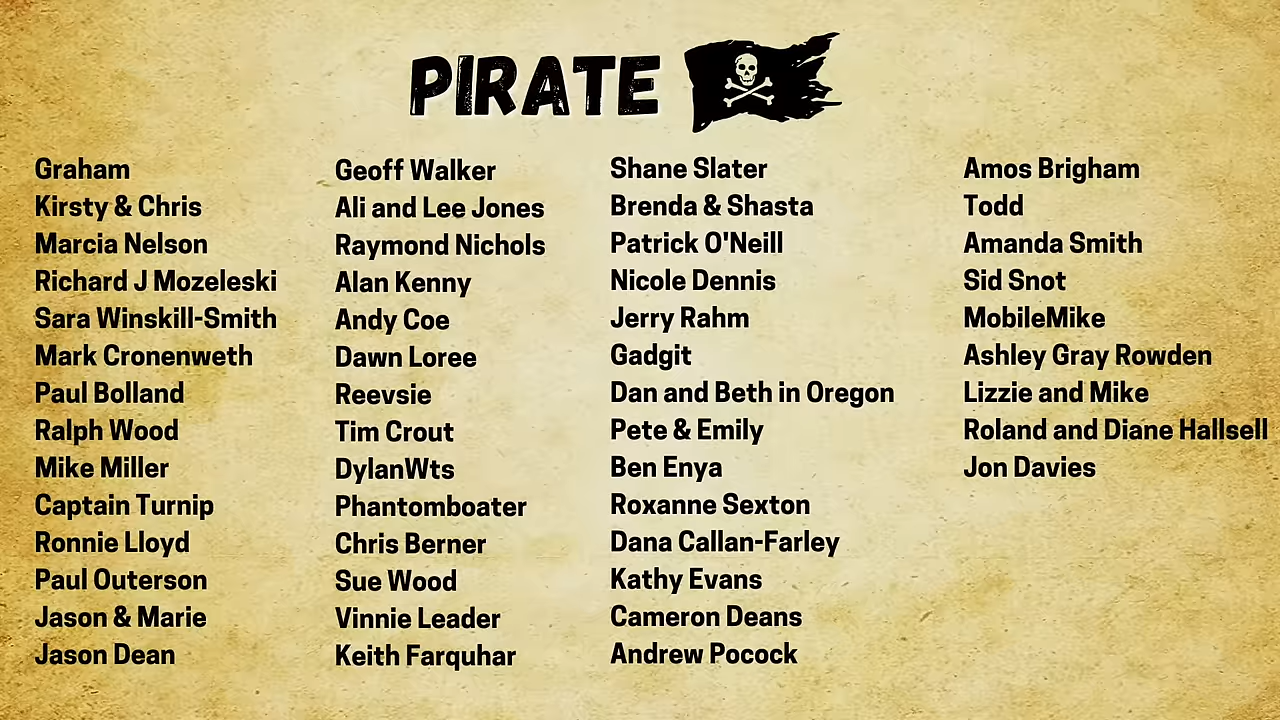 PIRATE
Graham
Kirsty & Chris
Marcia Nelson
Richard J Mozeleski
Sara Winskill-Smith
Mark Cronenweth
Paul Bolland
Ralph Wood
Mike Miller
Captain Turnip
Ronnie Lloyd
Paul Outerson
Jason & Marie
Jason Dean
Geoff Walker
Ali and Lee Jones
Raymond Nichols
Alan Kenny
Andy Coe
Dawn Loree
Reevsie
Tim Crout
DylanWts
Phantomboater
Chris Berner
Sue Wood
Vinnie Leader
Keith Farquhar
Shane Slater
Brenda & Shasta
Patrick O'Neill
Nicole Dennis
Jerry Rahm
Gadgit
Dan and Beth in Oregon
Pete & Emily
Ben Enya
Roxanne Sexton
Dana Callan-Farley
Kathy Evans
Cameron Deans
Andrew Pocock
Amos Brigham
Todd
Amanda Smith
Sid Snot
MobileMike
Ashley Gray Rowden
Lizzie and Mike
Roland and Diane Hallsell
Jon Davies